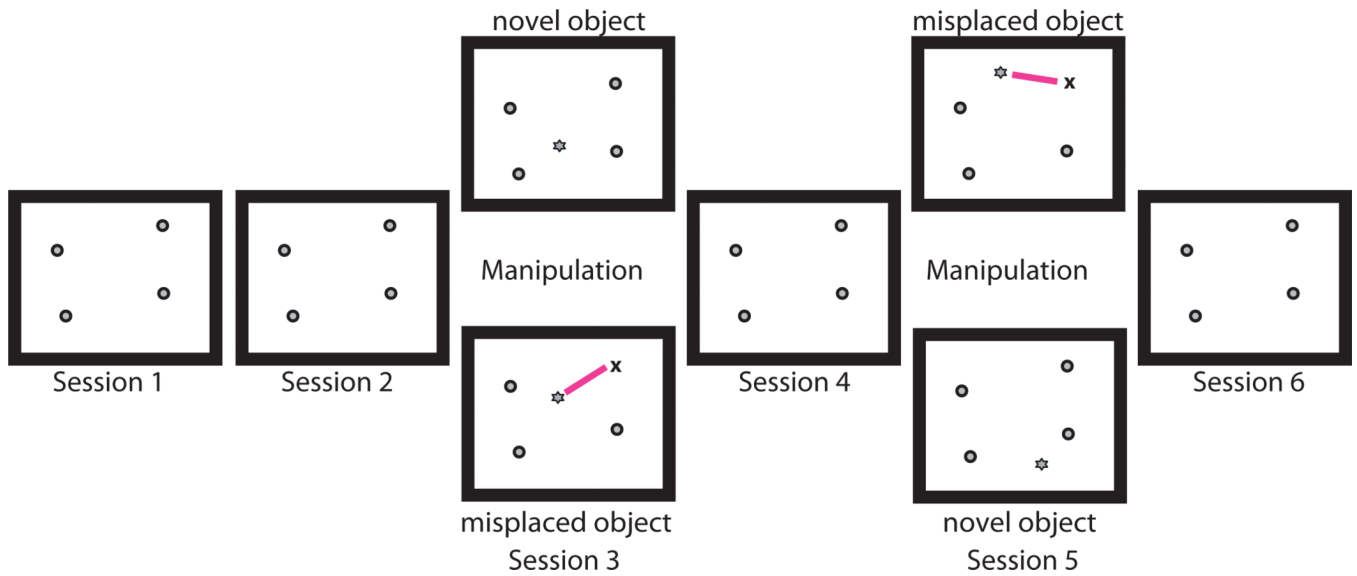 novel object
misplaced object
x
Manipulation
Manipulation
x
Session 1
Session 2
Session 4
Session 6
misplaced object
novel object
Session 3
Session 5